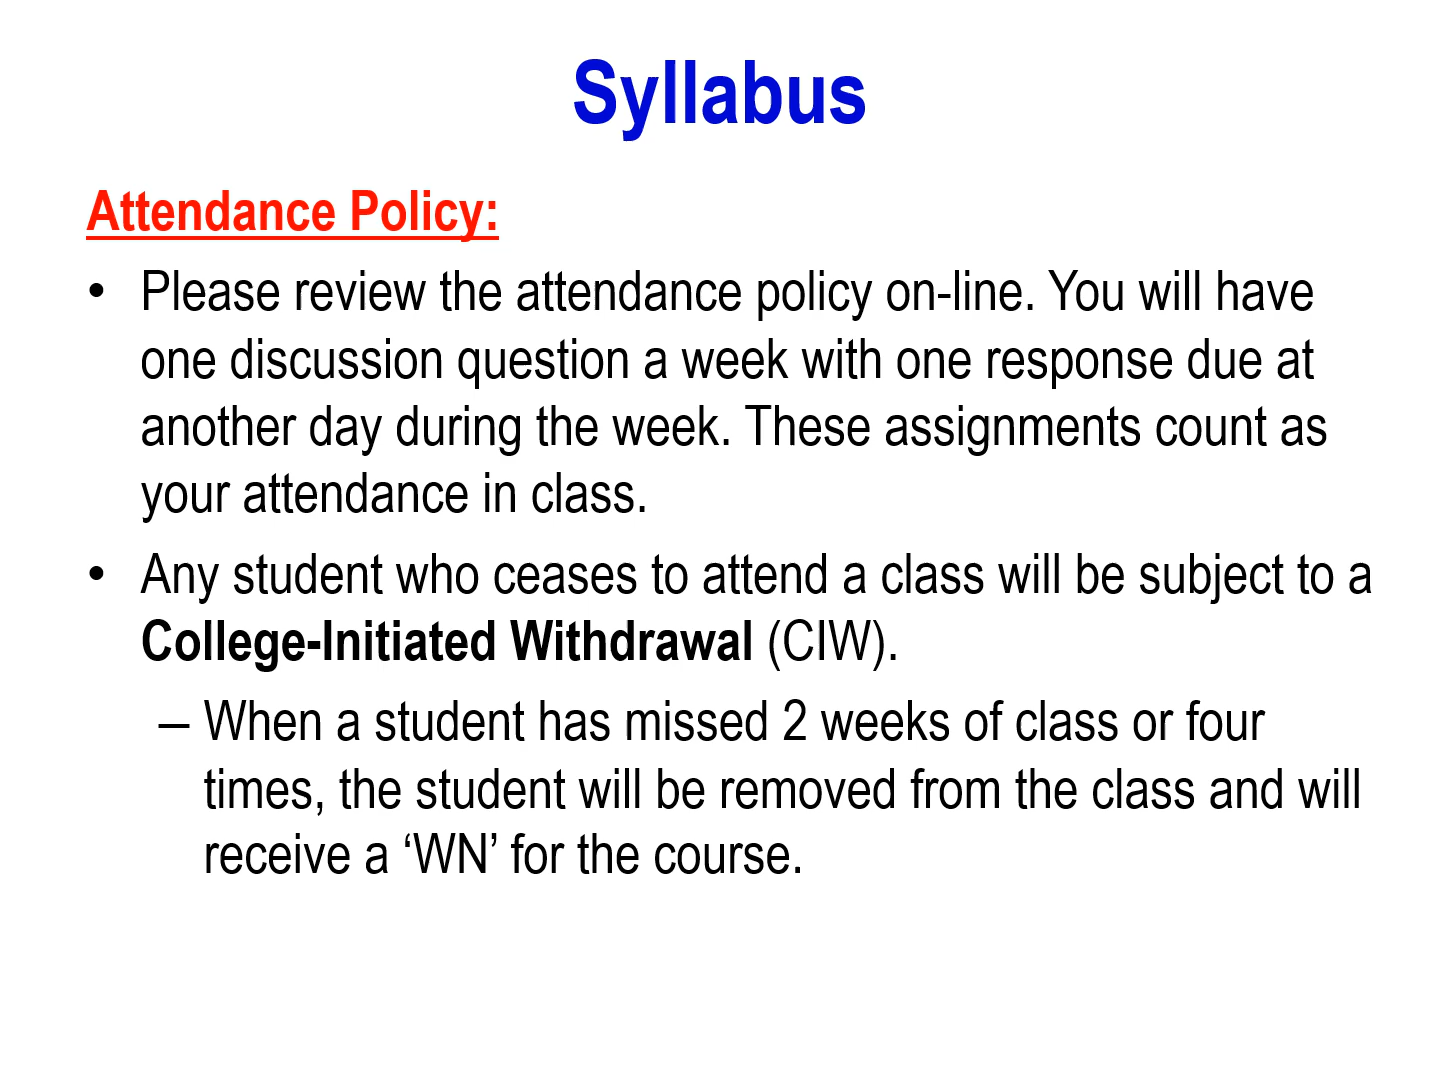 Syllabus
Attendance Policy:
• Please review the attendance policy on-line. You will have
one discussion question a week with one response due at
another day during the week. These assignments count as
your attendance in class.
• Any student who ceases to attend a class will be subject to a
College-Initiated Withdrawal (CIW).
– When a student has missed 2 weeks of class or four
times, the student will be removed from the class and will
receive a ‘WN’ for the course.